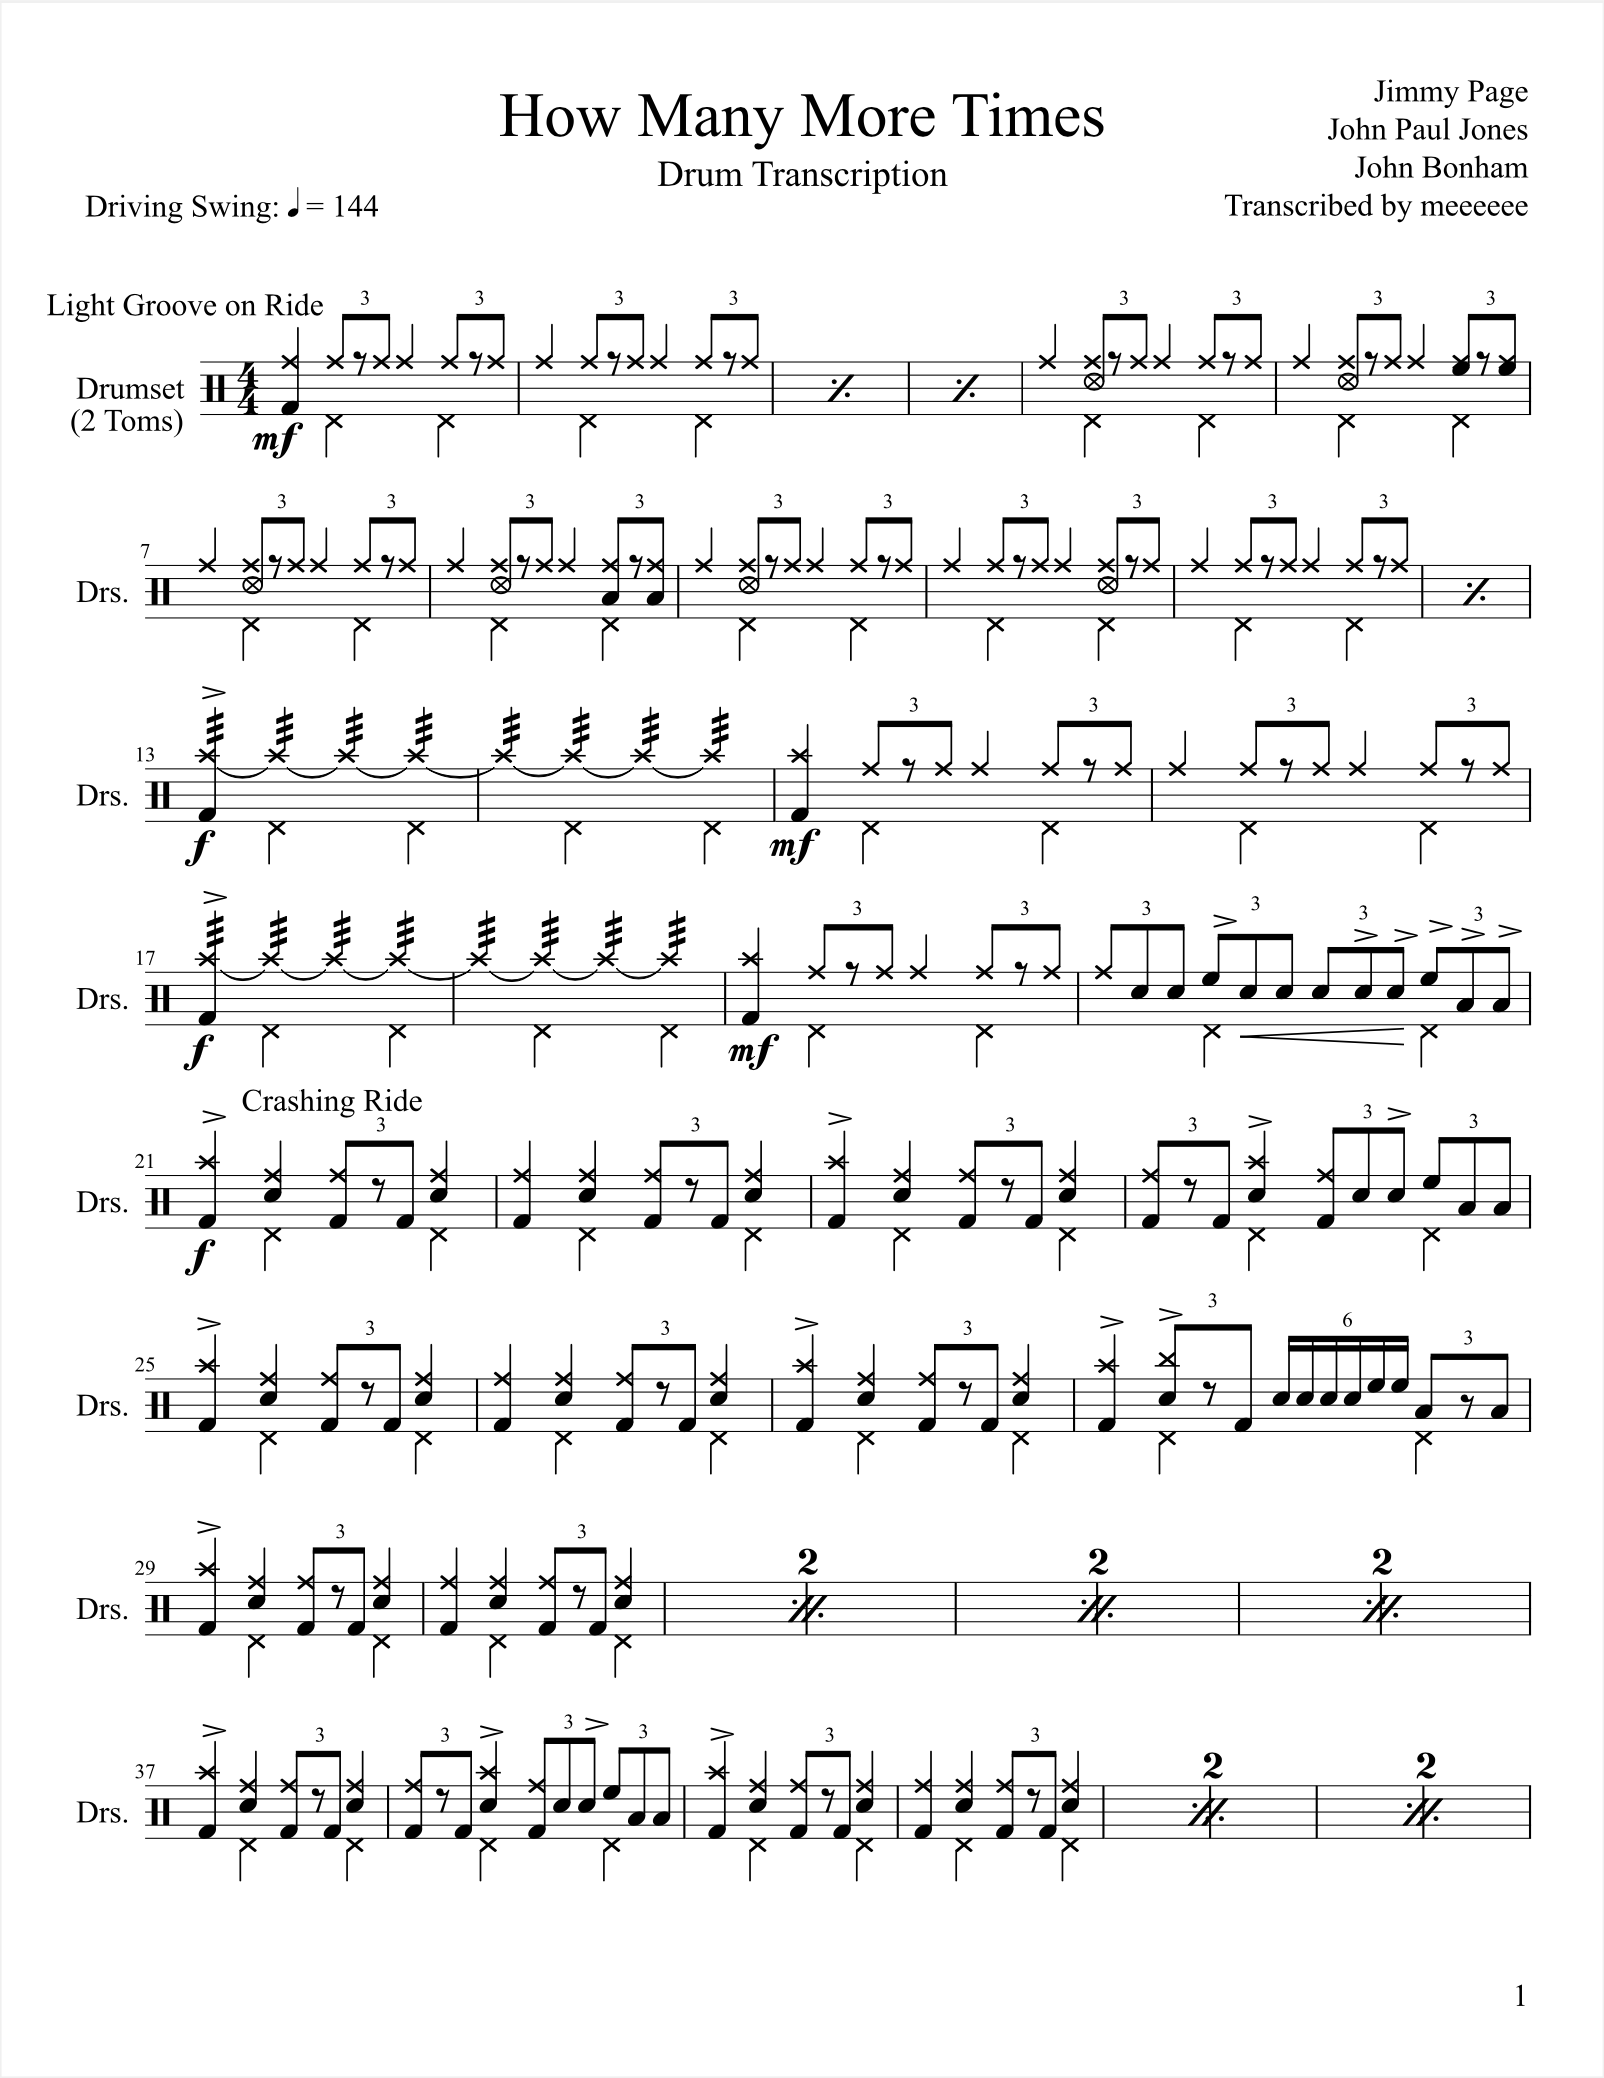 How Many More Times
Drum Transcription
Jimmy Page
John Paul Jones
John Bonham
Transcribed by meeeeee
Driving Swing: ♩ = 144
Light Groove on Ride
3 3 3 3 3 3 3 3
Drumset
(2 Toms)
4
4
mf
3 3 3 3 3 3 3 3 3 3
7
Drs.
3 3 3 3
13
Drs.
f mf
3 3 3 3 3 3
17
Drs.
f mf
Crashing Ride
3 3 3 3 3 3
21
Drs.
f
3 3 3 3 6 3
25
Drs.
3 3 2 2 2
29
Drs.
3 3 3 3 3 3 2 2
37
Drs.
1